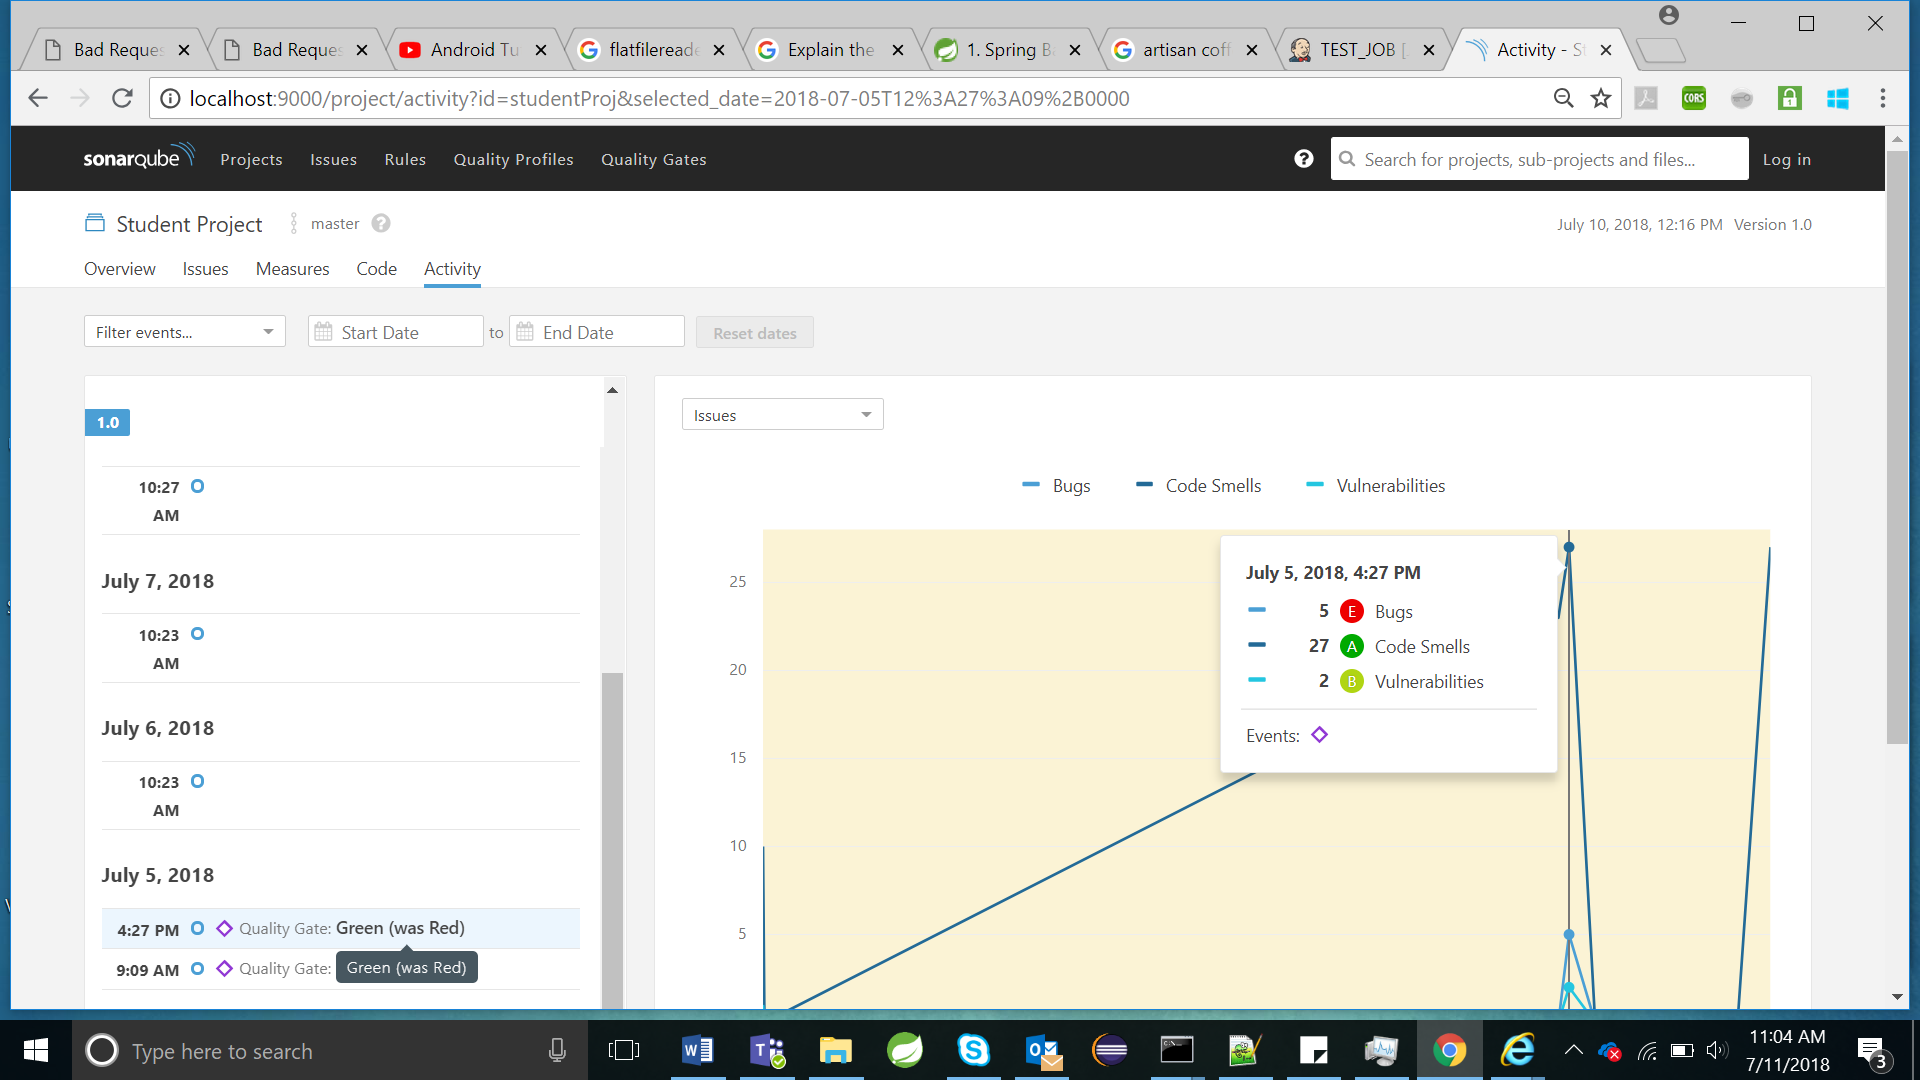 Bad Reques
Bad Reques
Android Tu
flatfileread
Explain the
1. Spring B
artisan coff
TEST_JOB [
Activity - S
localhost:9000/project/activity?id=studentProj&selected_date=2018-07-05T12%3A27%3A09%2B0000
CORS
sonarqube Projects Issues Rules Quality Profiles Quality Gates ? Search for projects, sub-projects and files... Log in
Student Project master ? July 10, 2018, 12:16 PM Version 1.0
Overview Issues Measures Code Activity
Filter events... Start Date to End Date Reset dates
1.0
10:27
AM
July 7, 2018
10:23
AM
July 6, 2018
10:23
AM
July 5, 2018
4:27 PM Quality Gate: Green (was Red)
9:09 AM Quality Gate: Green (was Red)
Issues
Bugs Code Smells Vulnerabilities
25
20
15
10
5
July 5, 2018, 4:27 PM
5 E Bugs
27 A Code Smells
2 B Vulnerabilities
Events:
Type here to search
11:04 AM
7/11/2018
3